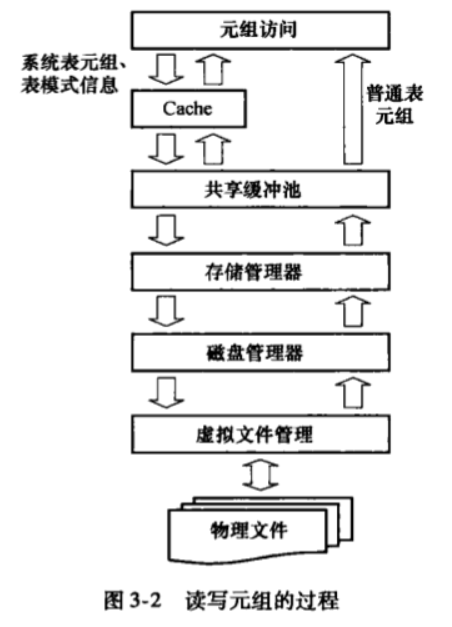 元组访问
系统表元组、
表模式信息
普通表
元组
Cache
共享缓冲池
存储管理器
磁盘管理器
虚拟文件管理
物理文件
图 3-2 读写元组的过程